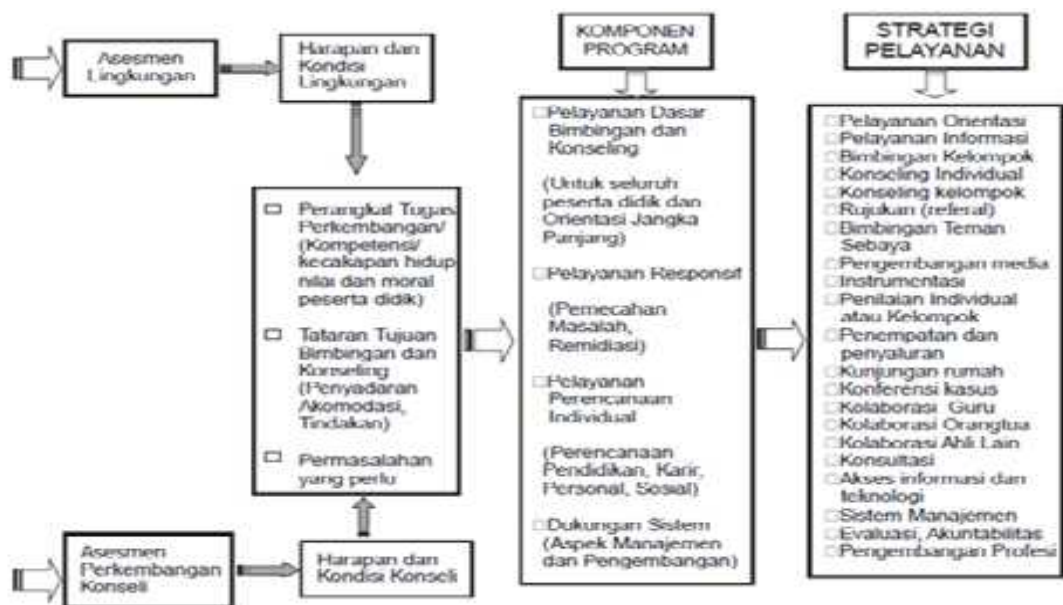 Asesmen
Lingkungan
Harapan dan
Kondisi
Lingkungan
□ Perangkat Tugas
Perkembangan/
(Kompetensi/
kecakapan hidup
nilai dan moral
peserta didik)
□ Tataran Tujuan
Bimbingan dan
Konseling
(Penyadaran
Akomodasi,
Tindakan)
□ Permasalahan
yang perlu
Asesmen
Perkembangan
Konseli
Harapan dan
Kondisi Konseli
KOMPONEN
PROGRAM
□Pelayanan Dasar
Bimbingan dan
Konseling
(Untuk seluruh
peserta didik dan
Orientasi Jangka
Panjang)
□Pelayanan Responsif
(Pemecahan
Masalah,
Remidiasi)
□Pelayanan
Perencanaan
Individual
(Perencanaan
Pendidikan, Karir,
Personal, Sosial)
□Dukungan Sistem
(Aspek Manajemen
dan Pengembangan)
STRATEGI
PELAYANAN
□Pelayanan Orientasi
□Pelayanan Informasi
□Bimbingan Kelompok
□Konseling Individual
□Konseling kelompok
□Rujukan (referal)
□Bimbingan Teman
Sebaya
□Pengembangan media
□Instrumentasi
□Penilaian Individual
atau Kelompok
□Penempatan dan
penyaluran
□Kunjungan rumah
□Konferensi kasus
□Kolaborasi Guru
□Kolaborasi Orangtua
□Kolaborasi Ahli Lain
□Konsultasi
□Akses informasi dan
teknologi
□Sistem Manajemen
□Evaluasi, Akuntabilitas
□Pengembangan Profesi